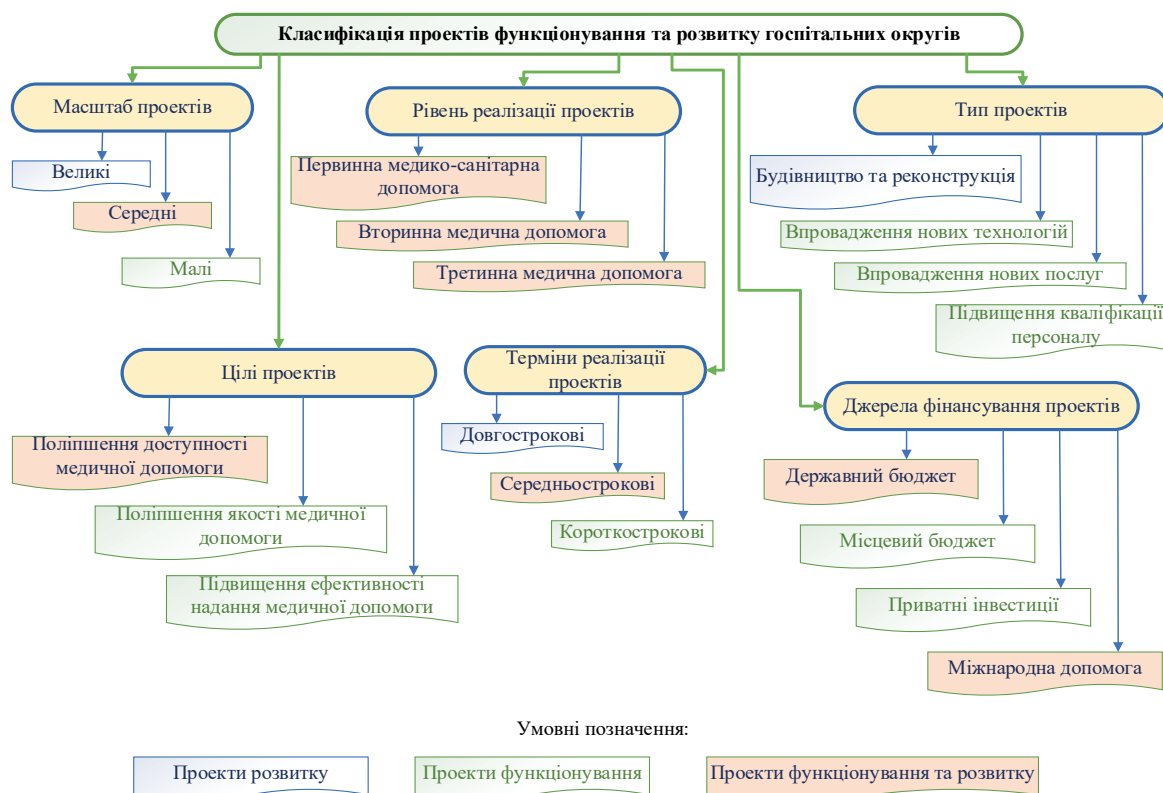 Класифікація проектів функціонування та розвитку госпітальних округів
Масштаб проектів
Великі
Середні
Малі
Рівень реалізації проектів
Первинна медико-санітарна
допомога
Вторинна медична допомога
Третинна медична допомога
Тип проектів
Будівництво та реконструкція
Впровадження нових технологій
Впровадження нових послуг
Підвищення кваліфікації
персоналу
Цілі проектів
Поліпшення доступності
медичної допомоги
Поліпшення якості медичної
допомоги
Підвищення ефективності
надання медичної допомоги
Терміни реалізації
проектів
Довгострокові
Середньострокові
Короткострокові
Джерела фінансування проектів
Державний бюджет
Місцевий бюджет
Приватні інвестиції
Міжнародна допомога
Умовні позначення:
Проекти розвитку
Проекти функціонування
Проекти функціонування та розвитку